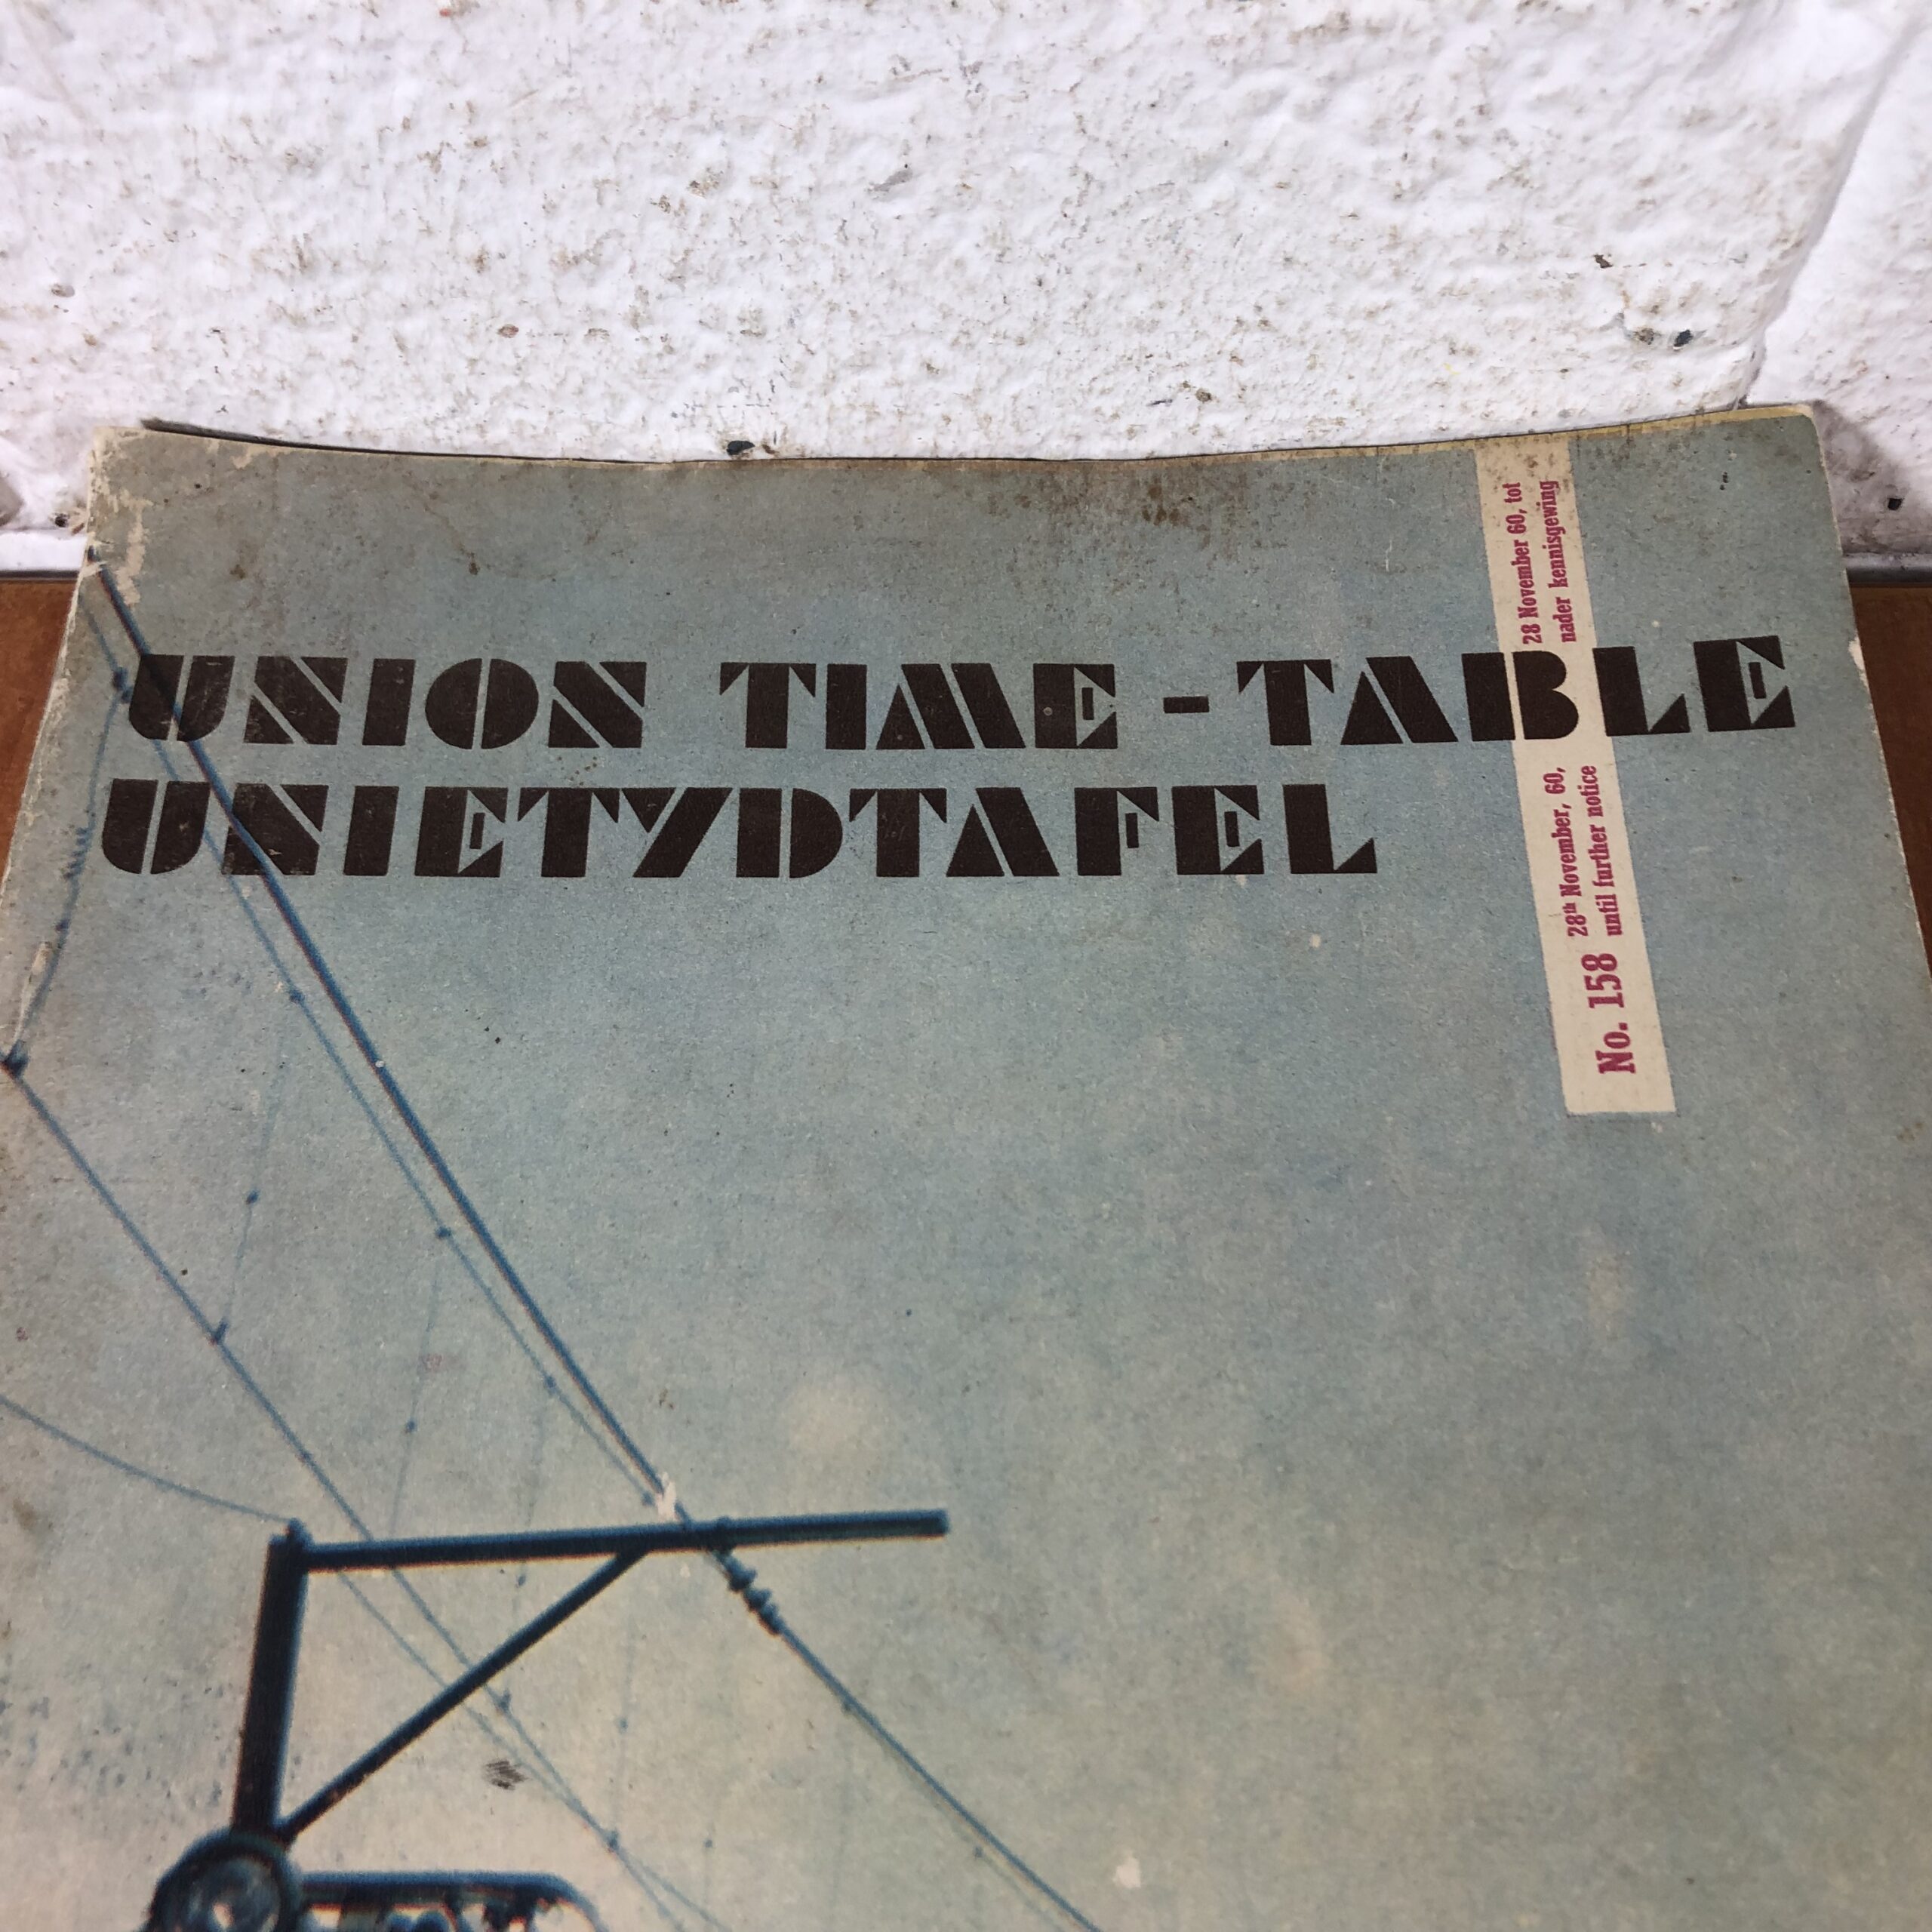 UNION TIME-TABLE
UNIETYDTAFEL
No. 158
28th November, 60,
until further notice
28 November 60, tot
nader kennisgewing